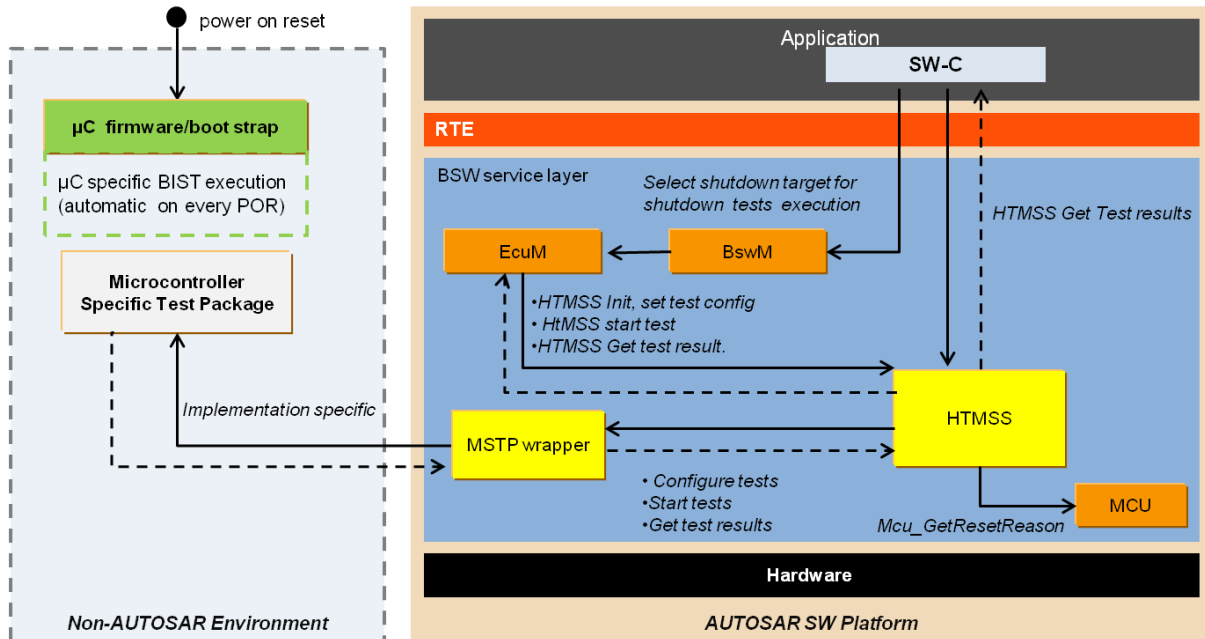 power on reset
µC firmware/boot strap
µC specific BIST execution
(automatic on every POR)
Microcontroller
Specific Test Package
Implementation specific
Non-AUTOSAR Environment
Application
SW-C
RTE
BSW service layer
Select shutdown target for
shutdown tests execution
HTMSS Get Test results
EcuM
BswM
•HTMSS Init, set test config
• HtMSS start test
•HTMSS Get test result.
HTMSS
MSTP wrapper
• Configure tests
•Start tests
•Get test results
Mcu_GetResetReason
MCU
Hardware
AUTOSAR SW Platform